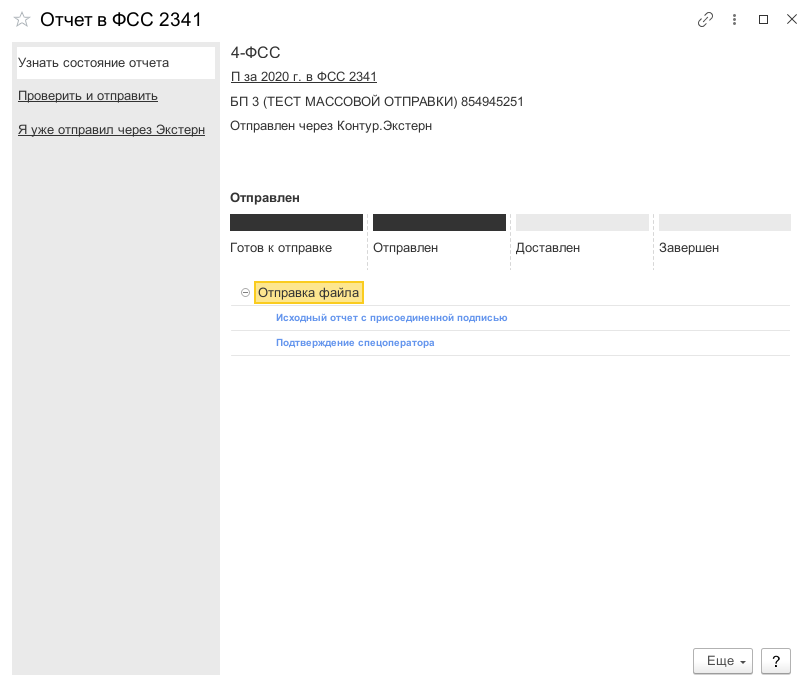 Отчет в ФСС 2341
Узнать состояние отчета
Проверить и отправить
Я уже отправил через Экстерн
4-ФСС
П за 2020 г. в ФСС 2341
БП 3 (ТЕСТ МАССОВОЙ ОТПРАВКИ) 854945251
Отправлен через Контур.Экстерн
Отправлен
Готов к отправке
Отправлен
Доставлен
Завершен
Отправка файла
Исходный отчет с присоединенной подписью
Подтверждение спецоператора
Еще
?